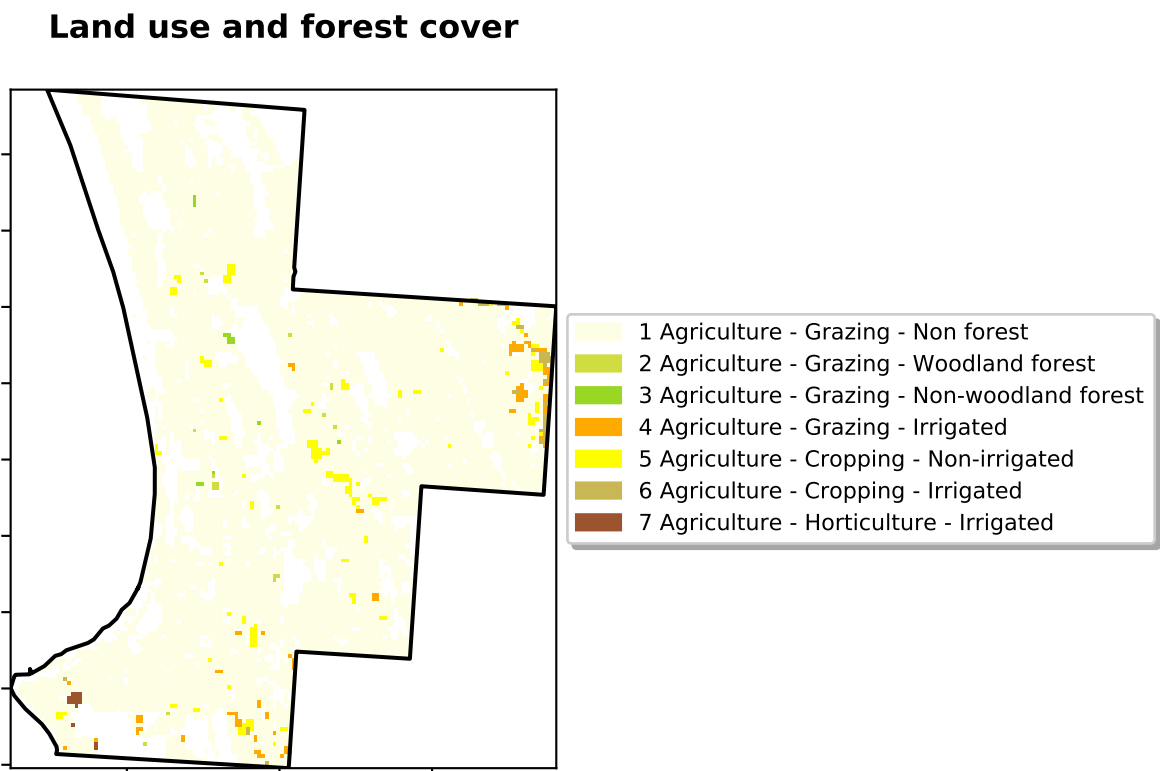 Land use and forest cover
1 Agriculture - Grazing - Non forest
2 Agriculture - Grazing - Woodland forest
3 Agriculture - Grazing - Non-woodland forest
4 Agriculture - Grazing - Irrigated
5 Agriculture - Cropping - Non-irrigated
6 Agriculture - Cropping - Irrigated
7 Agriculture - Horticulture - Irrigated